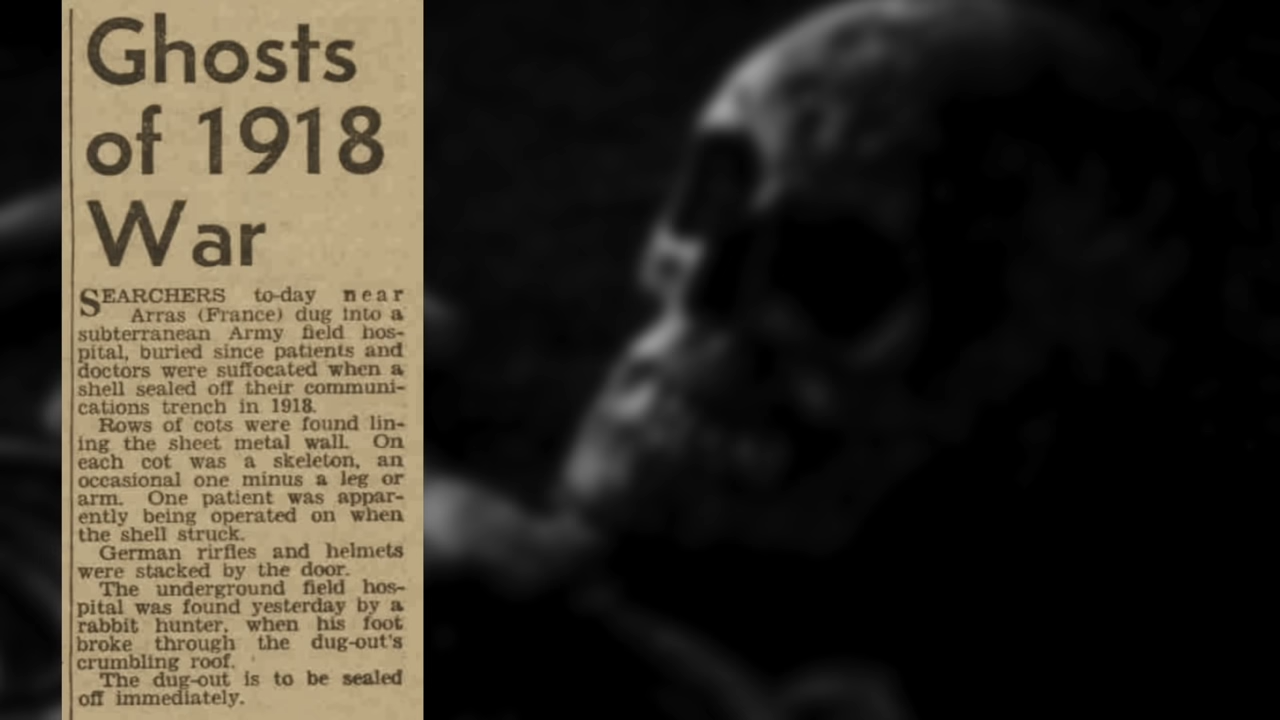 Ghosts
of 1918
War
SEARCHERS to-day near
Arras (France) dug into a
subterranean Army field hos-
pital, buried since patients and
doctors were suffocated when a
shell sealed off their communi-
cations trench in 1918.
Rows of cots were found lin-
ing the sheet metal wall. On
each cot was a skeleton, an
occasional one minus a leg or
arm. One patient was appar-
ently being operated on when
the shell struck.
German rirfles and helmets
were stacked by the door.
The underground field hos-
pital was found yesterday by a
rabbit hunter, when his foot
broke through the dug-out's
crumbling roof.
The dug-out is to be sealed
off immediately.